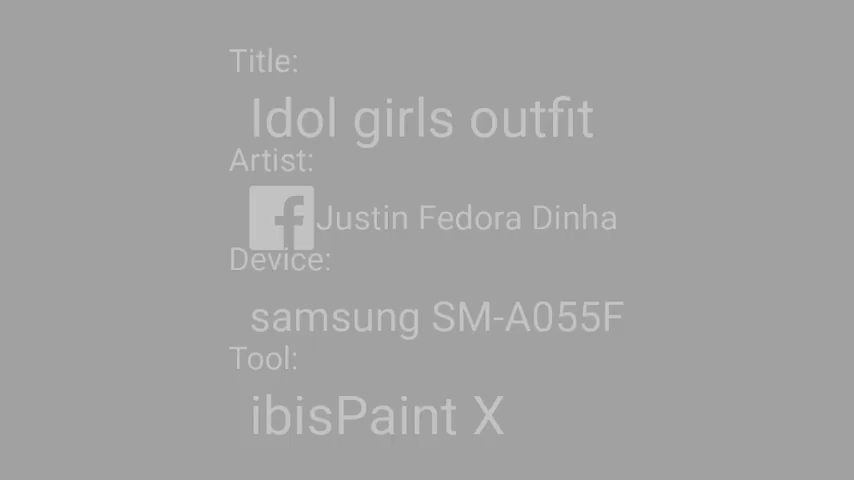 Title:
Idol girls outfit
Artist:
Justin Fedora Dinha
Device:
samsung SM-A055F
Tool:
ibisPaint X